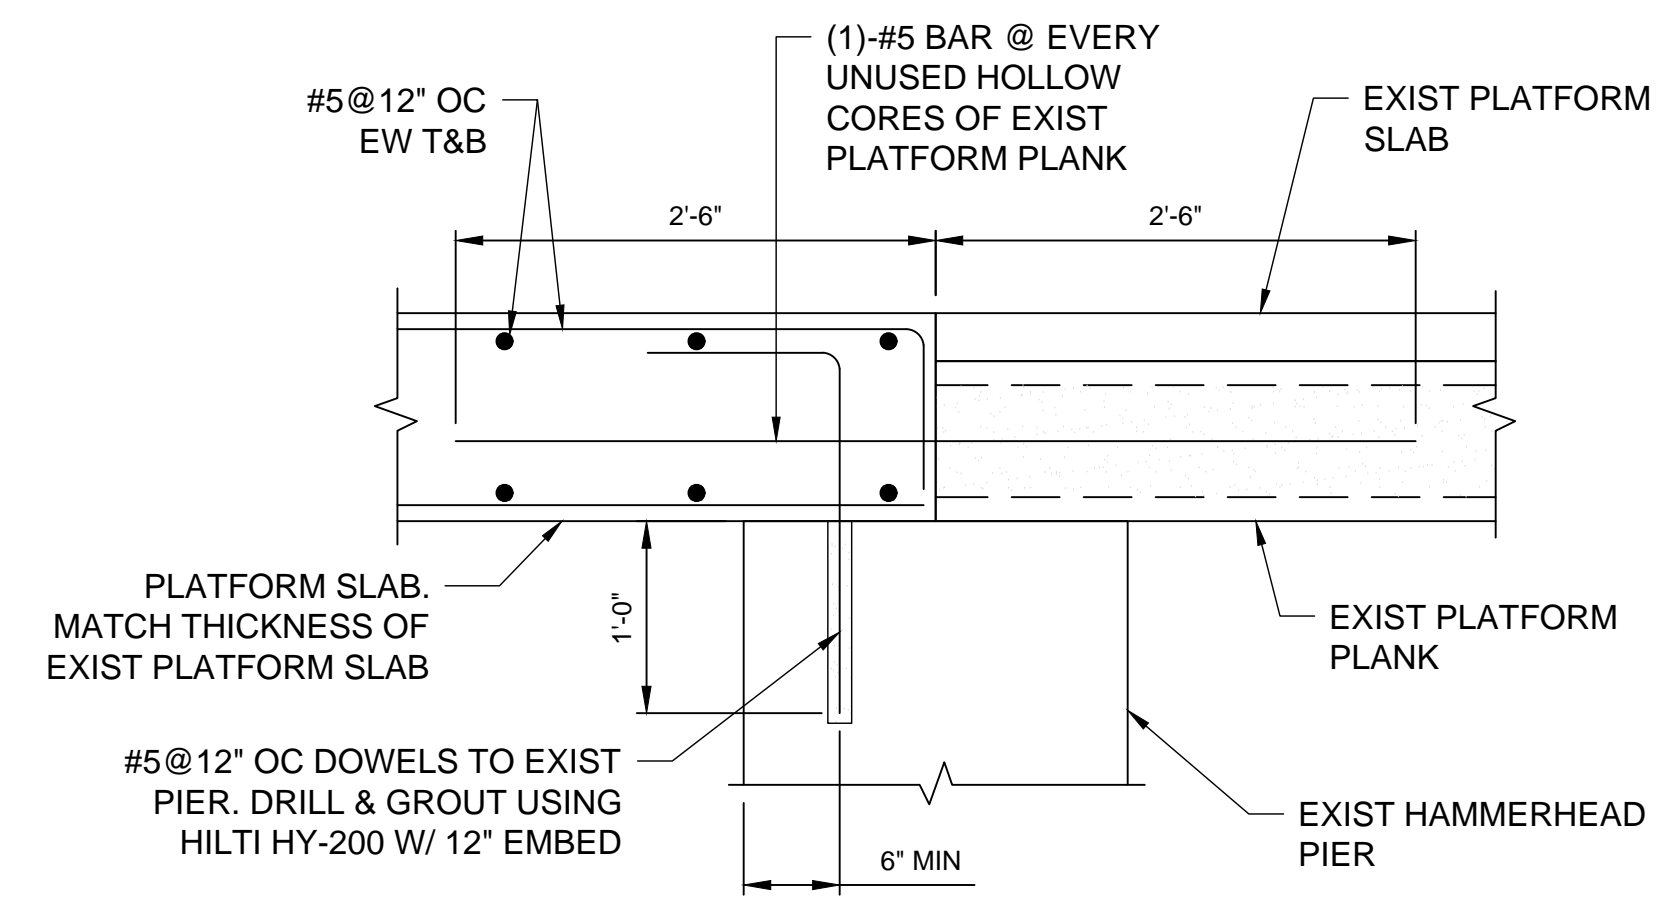 (1)-#5 BAR @ EVERY
UNUSED HOLLOW
CORES OF EXIST
PLATFORM PLANK
#5@12" OC
EW T&B
EXIST PLATFORM
SLAB
2'-6"
2'-6"
PLATFORM SLAB.
MATCH THICKNESS OF
EXIST PLATFORM SLAB
1'-0"
EXIST PLATFORM
PLANK
#5@12" OC DOWELS TO EXIST
PIER. DRILL & GROUT USING
HILTI HY-200 W/ 12" EMBED
EXIST HAMMERHEAD
PIER
6" MIN